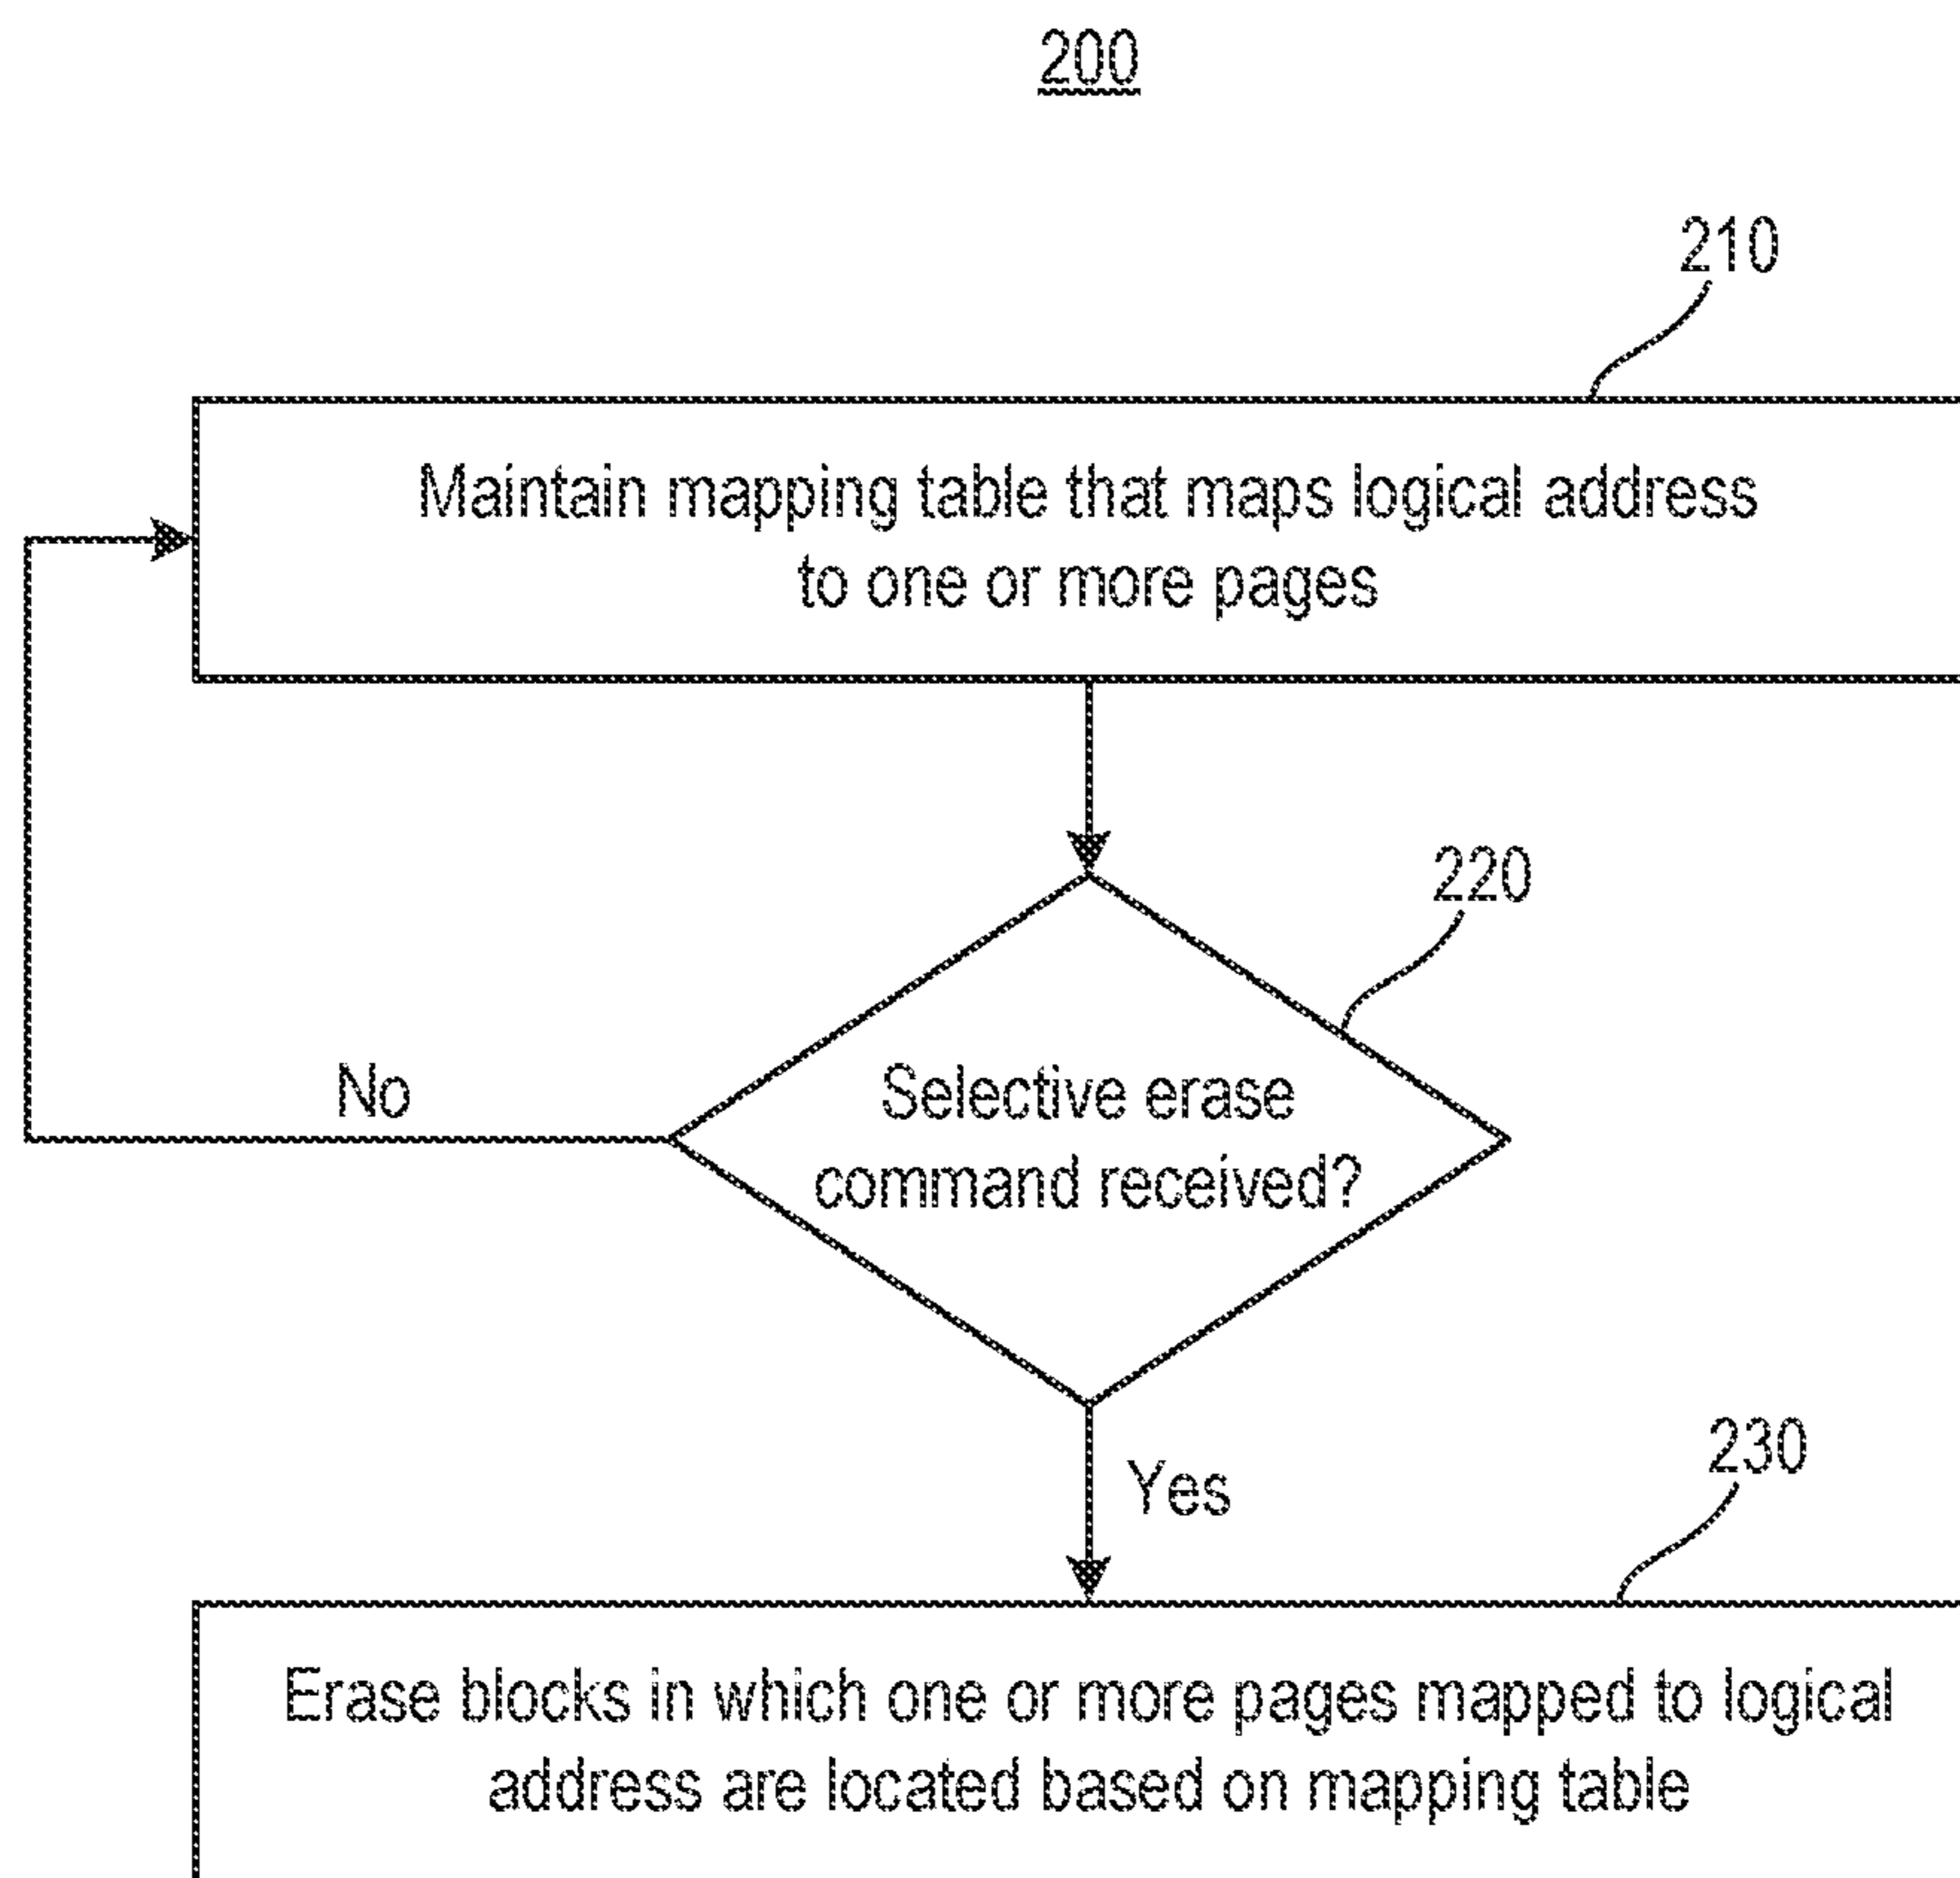 200
210
Maintain mapping table that maps logical address
to one or more pages
220
No
Selective erase
command received?
Yes
230
Erase blocks in which one or more pages mapped to logical
address are located based on mapping table